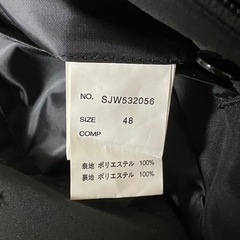 NO. SJW532056
SIZE 48
COMP
表地 ポリエステル 100%
裏地 ポリエステル 100%